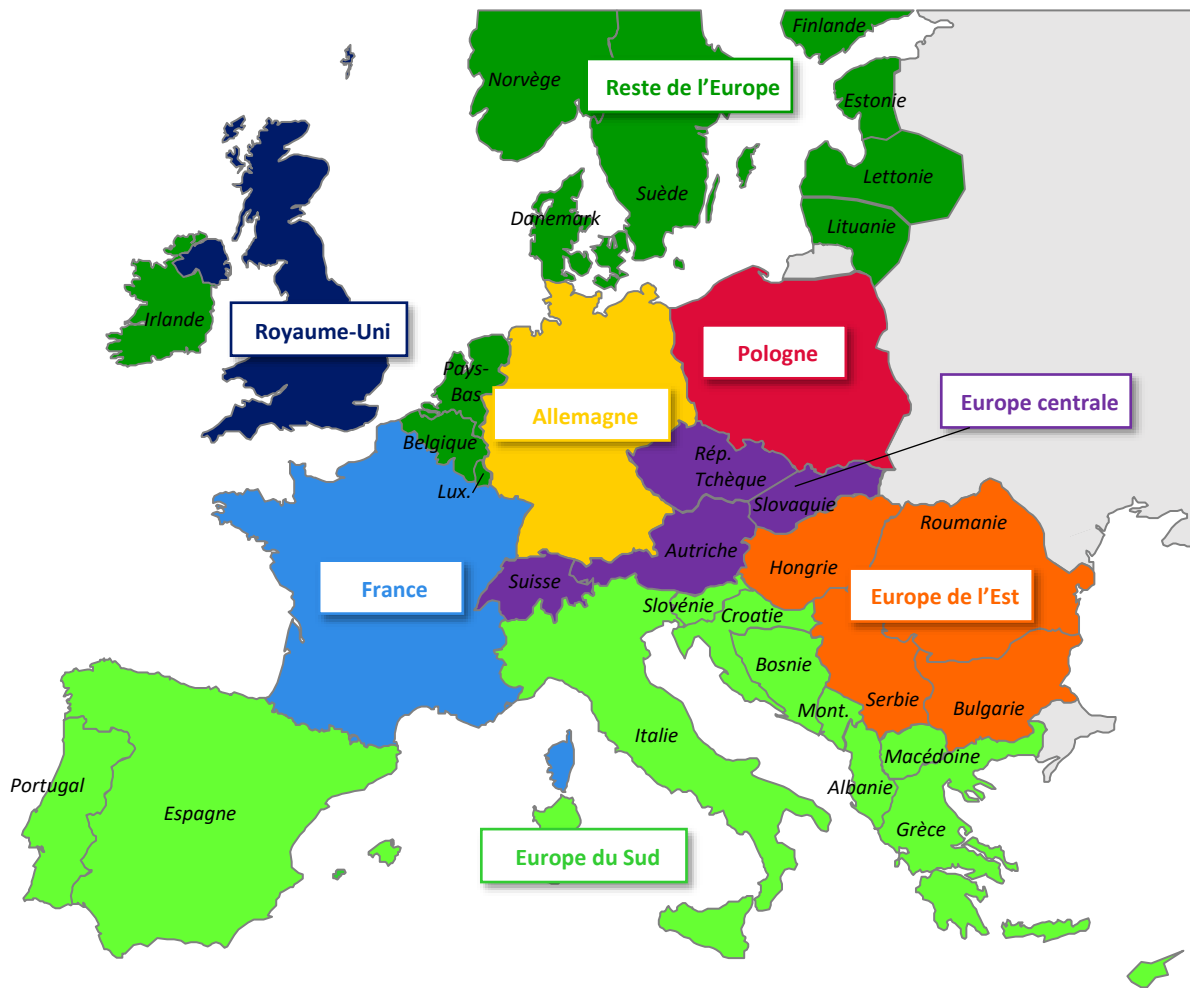 Finlande
Norvège
Reste de l’Europe
Estonie
Lettonie
Suède
Danemark
Lituanie
Irlande
Royaume-Uni
Pologne
Pays-
Bas
Europe centrale
Allemagne
Belgique
Rép.
Tchèque
Lux.
Slovaquie
Roumanie
Autriche
Hongrie
Suisse
France
Europe de l’Est
Slovénie
Croatie
Bosnie
Serbie
Mont.
Bulgarie
Italie
Macédoine
Portugal
Albanie
Espagne
Grèce
Europe du Sud